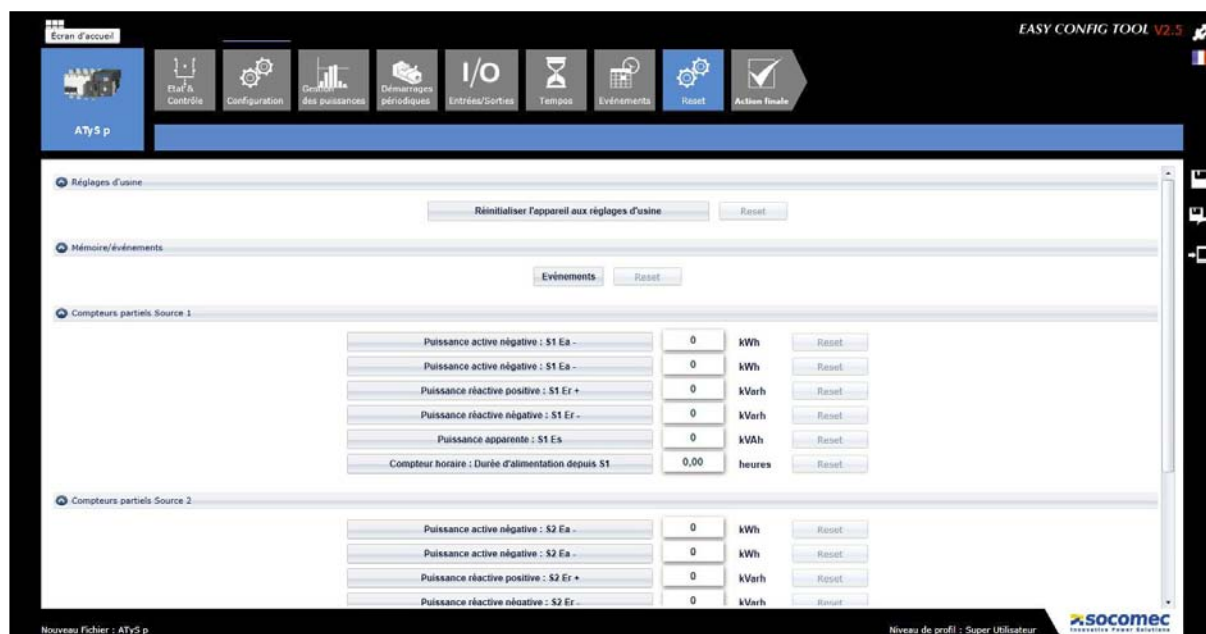 Écran d'accueil
EASY CONFIG TOOL V2.5
ATyS p
Etat & Contrôle
Configuration
Gestion des puissances
Démarrages périodiques
I/O
Entrées/Sorties
Tempos
Evénements
Reset
Action finale
Réglages d'usine
Réinitialiser l'appareil aux réglages d'usine Reset
Mémoire/événements
Evénements Reset
Compteurs partiels Source 1
Puissance active négative : S1 Ea - 0 kWh Reset
Puissance active négative : S1 Ea - 0 kWh Reset
Puissance réactive positive : S1 Er + 0 kVarh Reset
Puissance réactive négative : S1 Er - 0 kVarh Reset
Puissance apparente : S1 Es 0 kVAh Reset
Compteur horaire : Durée d'alimentation depuis S1 0,00 heures Reset
Compteurs partiels Source 2
Puissance active négative : S2 Ea - 0 kWh Reset
Puissance active négative : S2 Ea - 0 kWh Reset
Puissance réactive positive : S2 Er + 0 kVarh Reset
Puissance réactive négative : S2 Er - 0 kVarh Reset
Nouveau Fichier : ATyS p
Niveau de profil : Super Utilisateur
socomec
Innovative Power Solutions